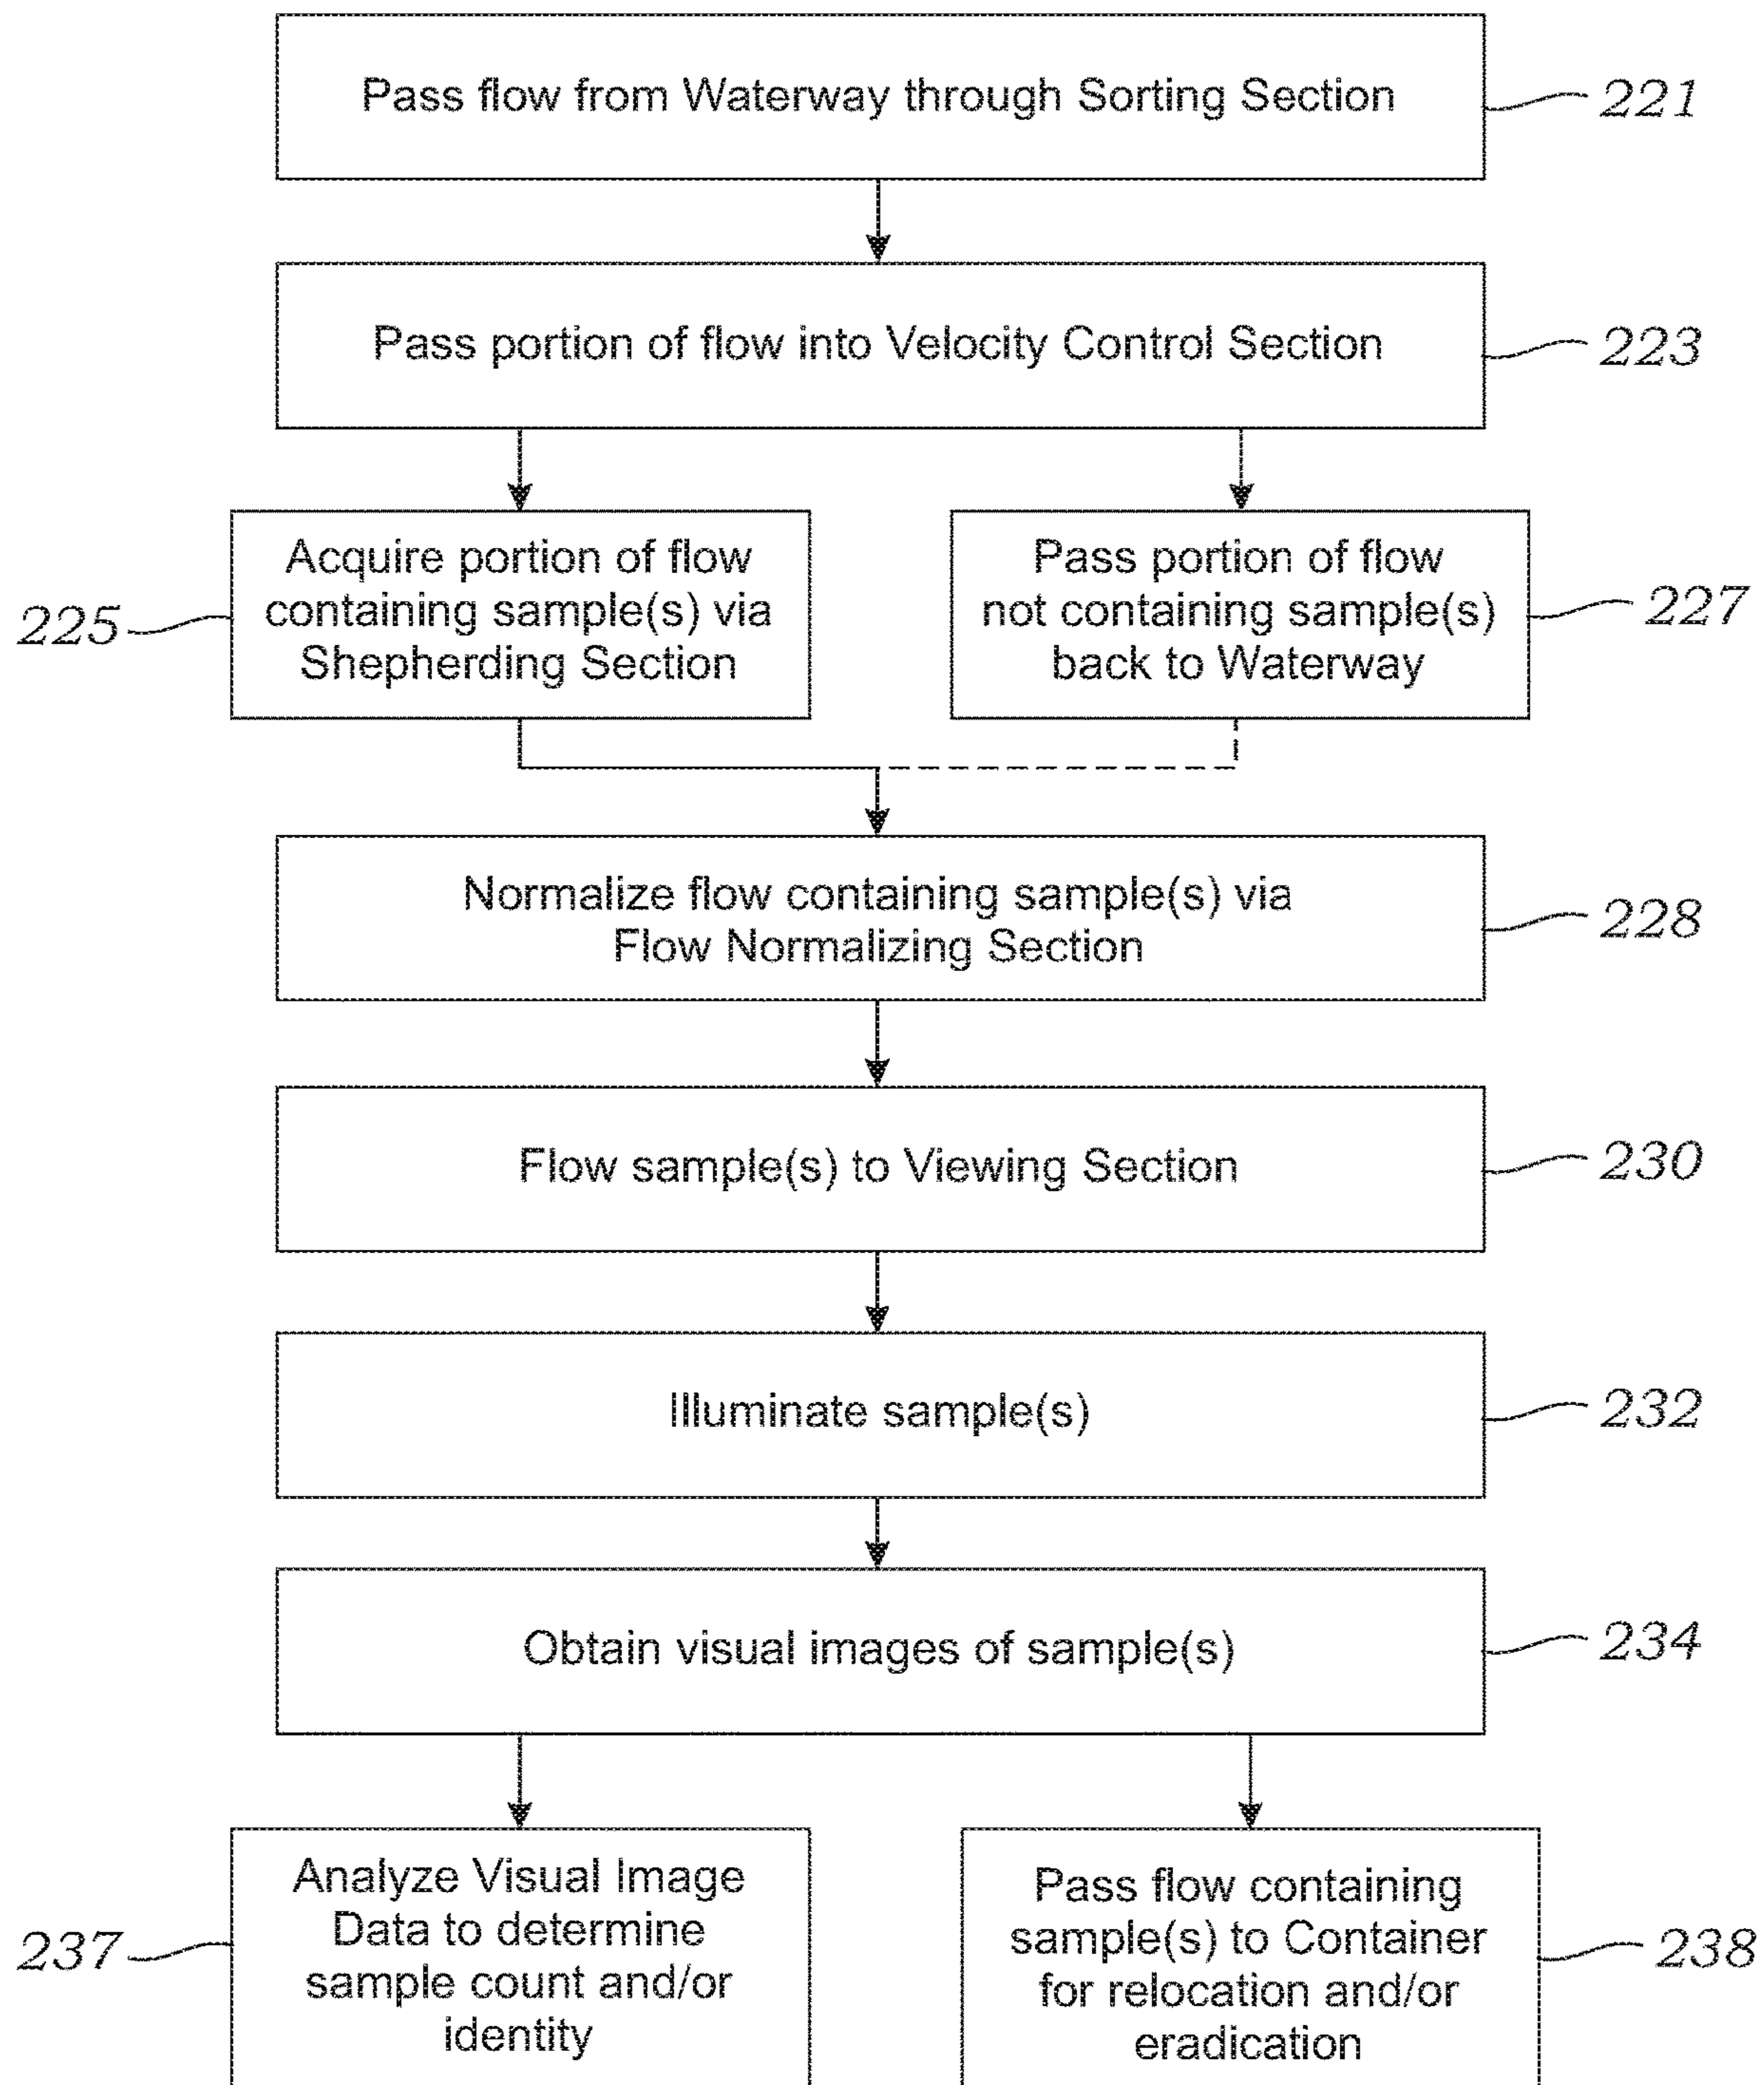 Pass flow from Waterway through Sorting Section
221
Pass portion of flow into Velocity Control Section
223
225
Acquire portion of flow
containing sample(s) via
Shepherding Section
Pass portion of flow
not containing sample(s)
back to Waterway
227
Normalize flow containing sample(s) via
Flow Normalizing Section
228
Flow sample(s) to Viewing Section
230
Illuminate sample(s)
232
Obtain visual images of sample(s)
234
237
Analyze Visual Image
Data to determine
sample count and/or
identity
Pass flow containing
sample(s) to Container
for relocation and/or
eradication
238